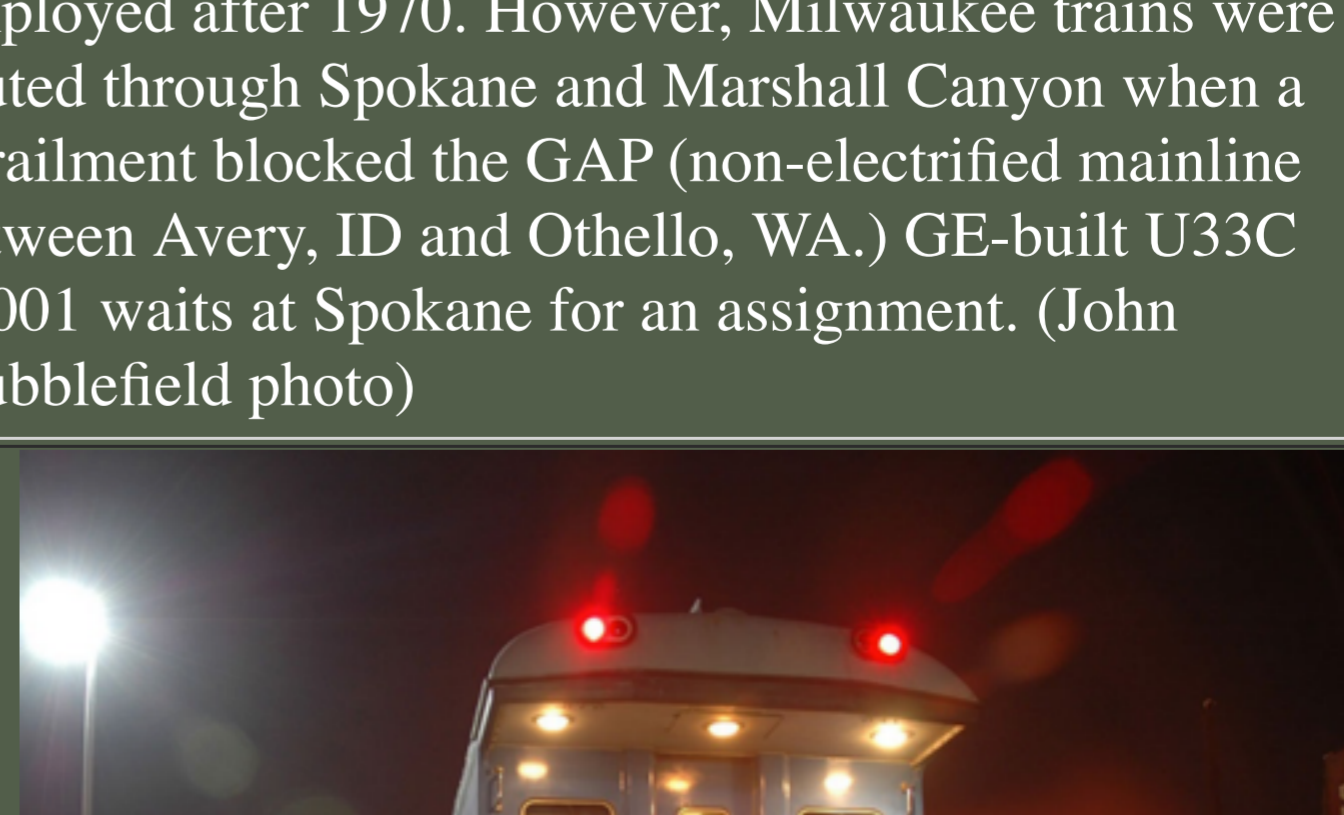 ployed after 1970. However, Milwaukee trains were
uted through Spokane and Marshall Canyon when a
railment blocked the GAP (non-electrified mainline
ween Avery, ID and Othello, WA.) GE-built U33C
001 waits at Spokane for an assignment. (John
ubblefield photo)